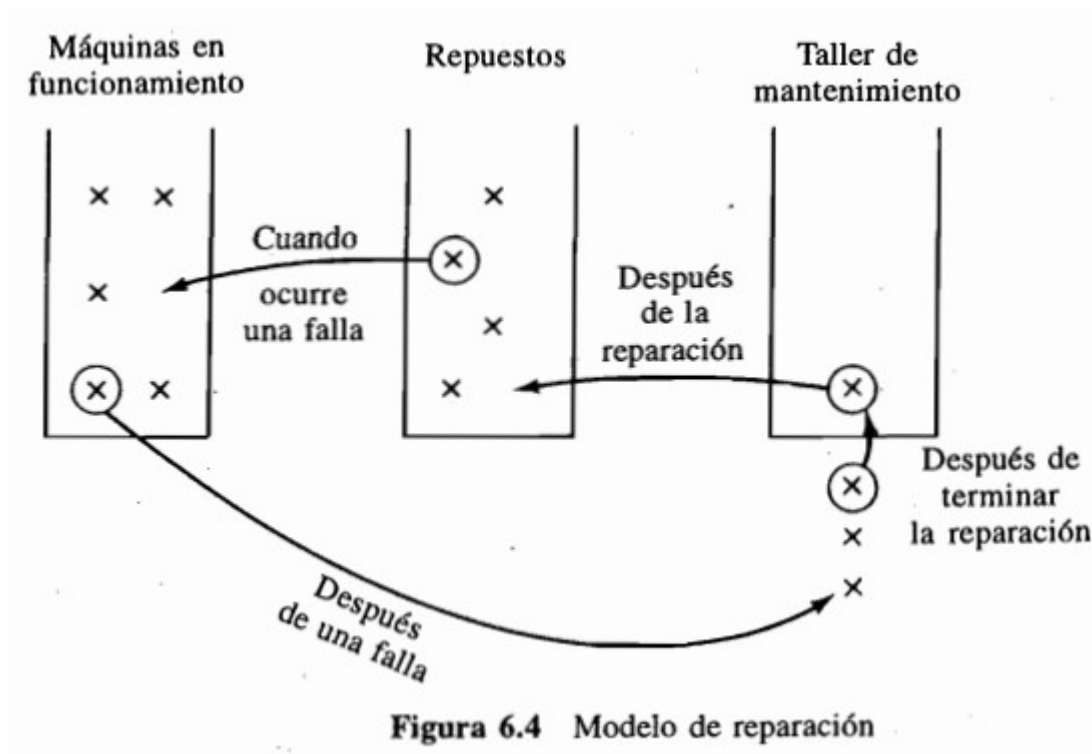 Máquinas en
funcionamiento
Repuestos
Taller de
mantenimiento
Cuando
ocurre
una falla
Después
de la
reparación
Después de
terminar
la reparación
Después
de una falla
Figura 6.4 Modelo de reparación